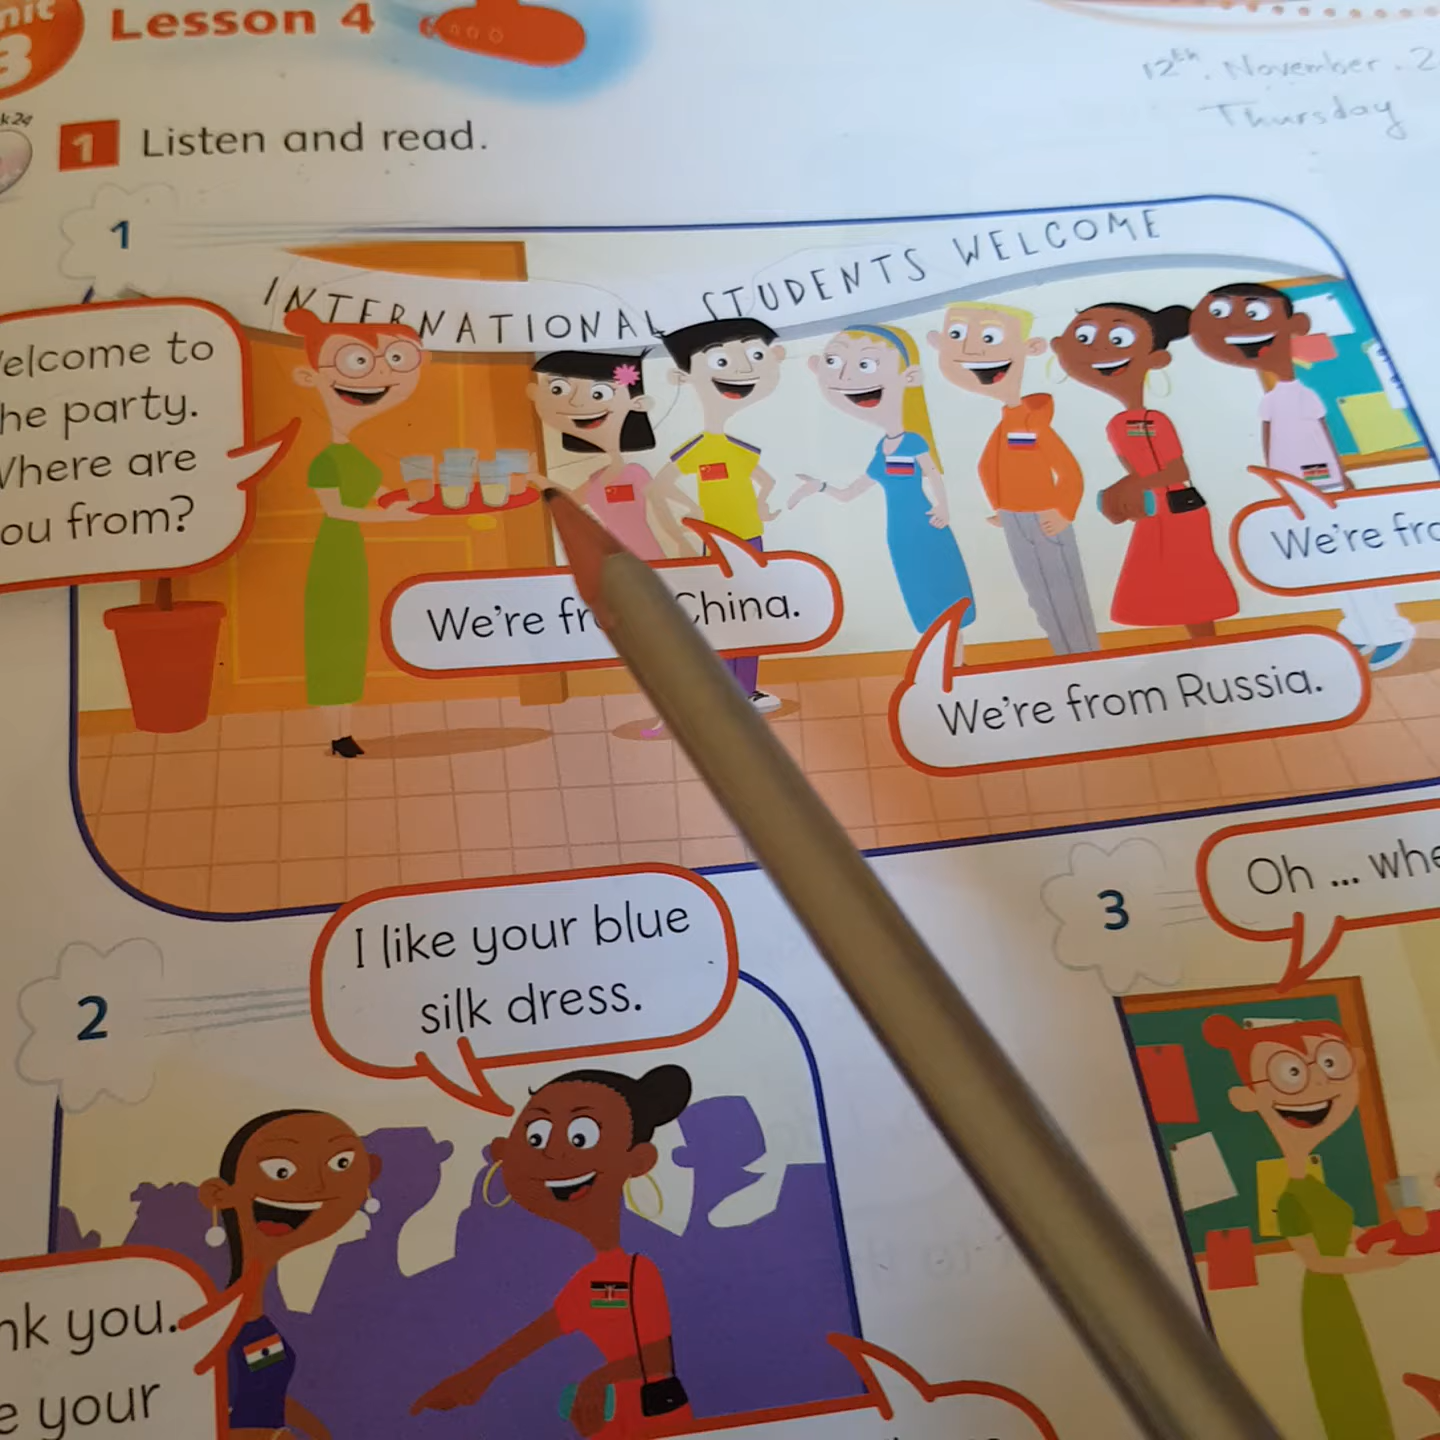 Lesson 4
12th. November. 2
Thursday
1 Listen and read.
1
INTERNATIONAL STUDENTS WELCOME
elcome to
he party.
Where are
ou from?
We're fr China.
We're fro
We're from Russia.
2
I like your blue
silk dress.
3
Oh ... whe
nk you.
e your